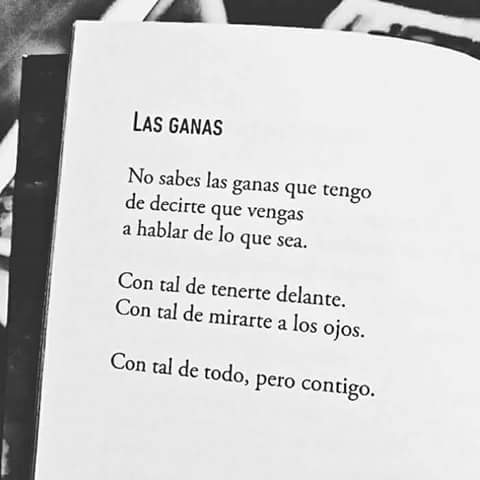 LAS GANAS
No sabes las ganas que tengo
de decirte que vengas
a hablar de lo que sea.
Con tal de tenerte delante.
Con tal de mirarte a los ojos.
Con tal de todo, pero contigo.